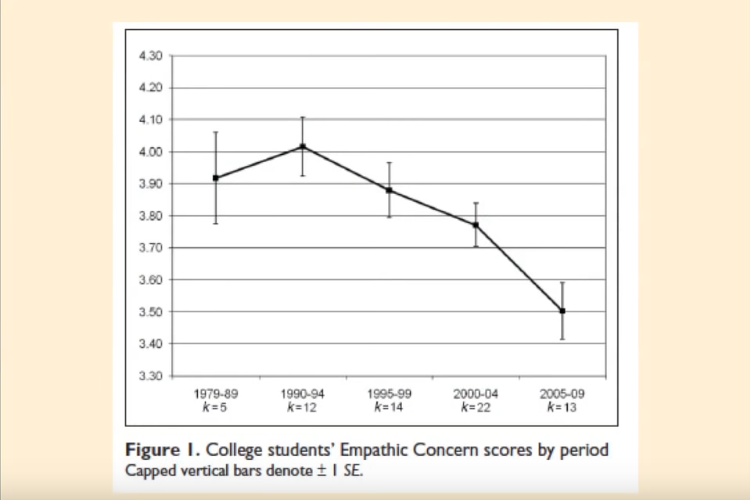 4.30
4.20
4.10
4.00
3.90
3.80
3.70
3.60
3.50
3.40
3.30
1979-89 1990-94 1995-99 2000-04 2005-09
k=5 k=12 k=14 k=22 k=13
Figure 1. College students’ Empathic Concern scores by period
Capped vertical bars denote ± 1 SE.